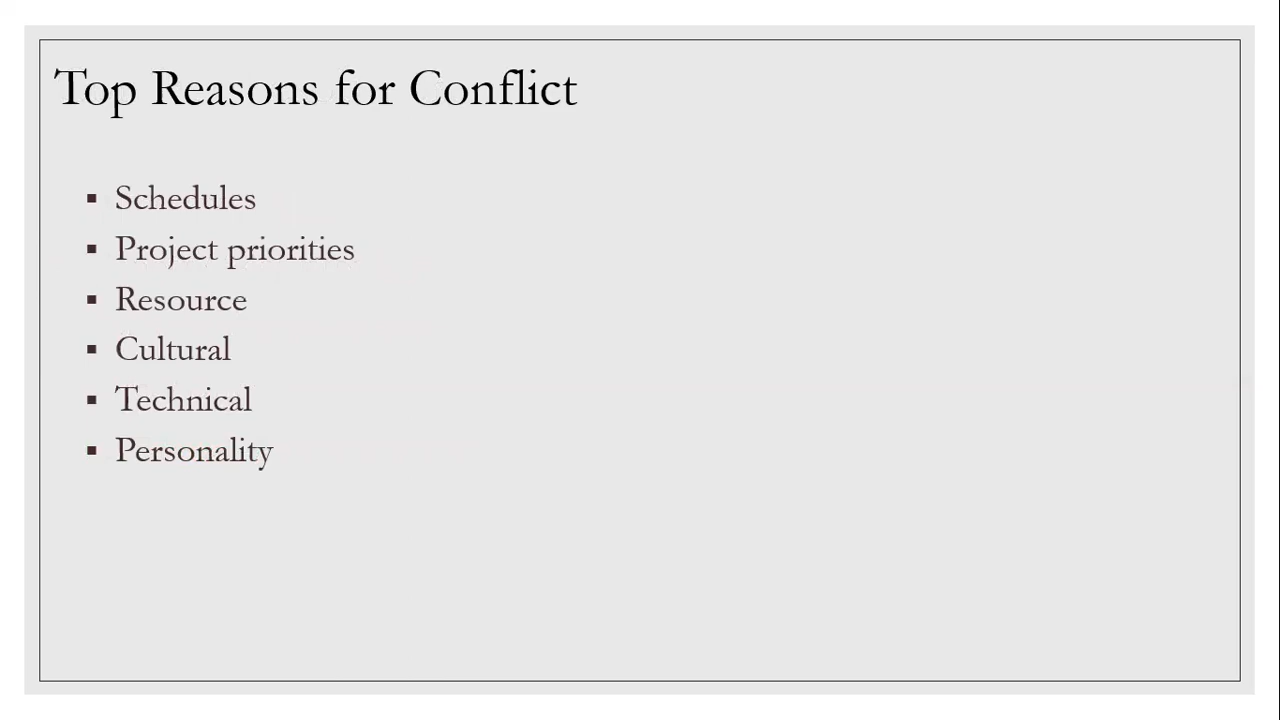 Top Reasons for Conflict
▪ Schedules
▪ Project priorities
▪ Resource
▪ Cultural
▪ Technical
▪ Personality